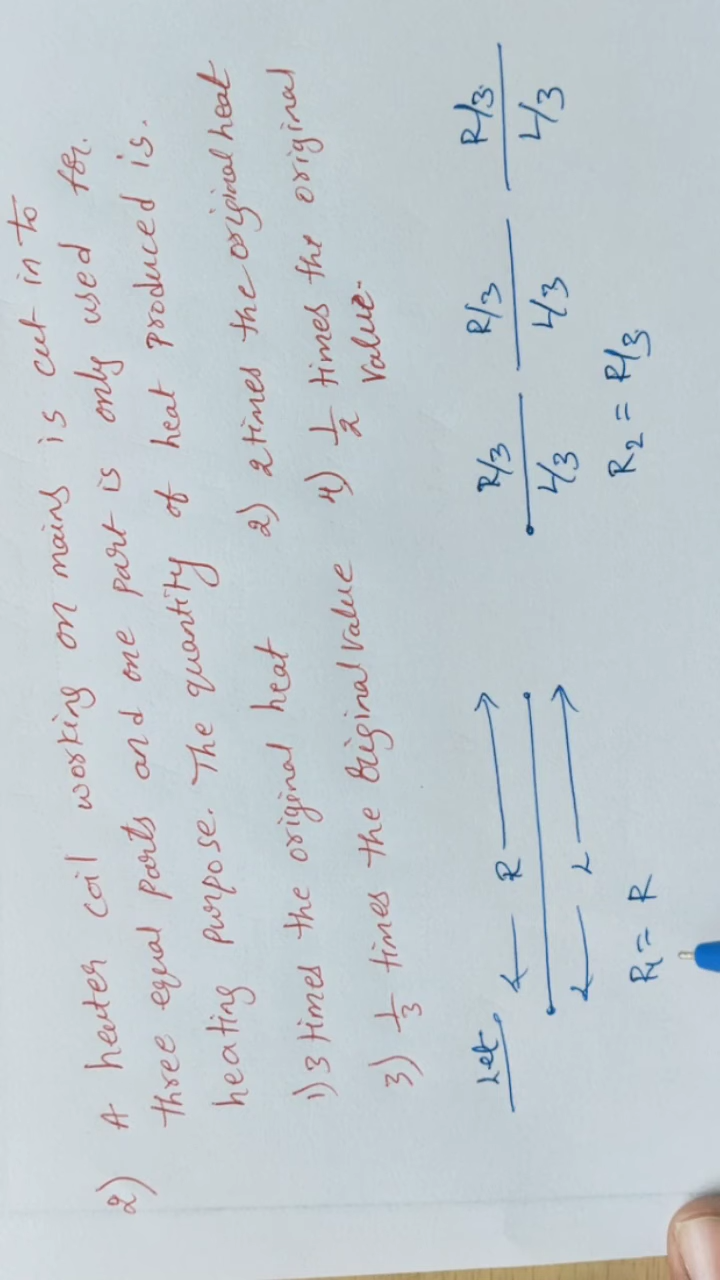 2) A heater coil working on mains is cut in to
three equal parts and one part is only used for.
heating purpose. The quantity of heat produced is.
1) 3 times the original heat 2) 2 times the original heat
3) 1/3 times the original value 4) 1/2 times the original
value.
Let. ← R → R/3 R/3 R/3
← L → L/3 L/3 L/3
R1 = R R2 = R/3